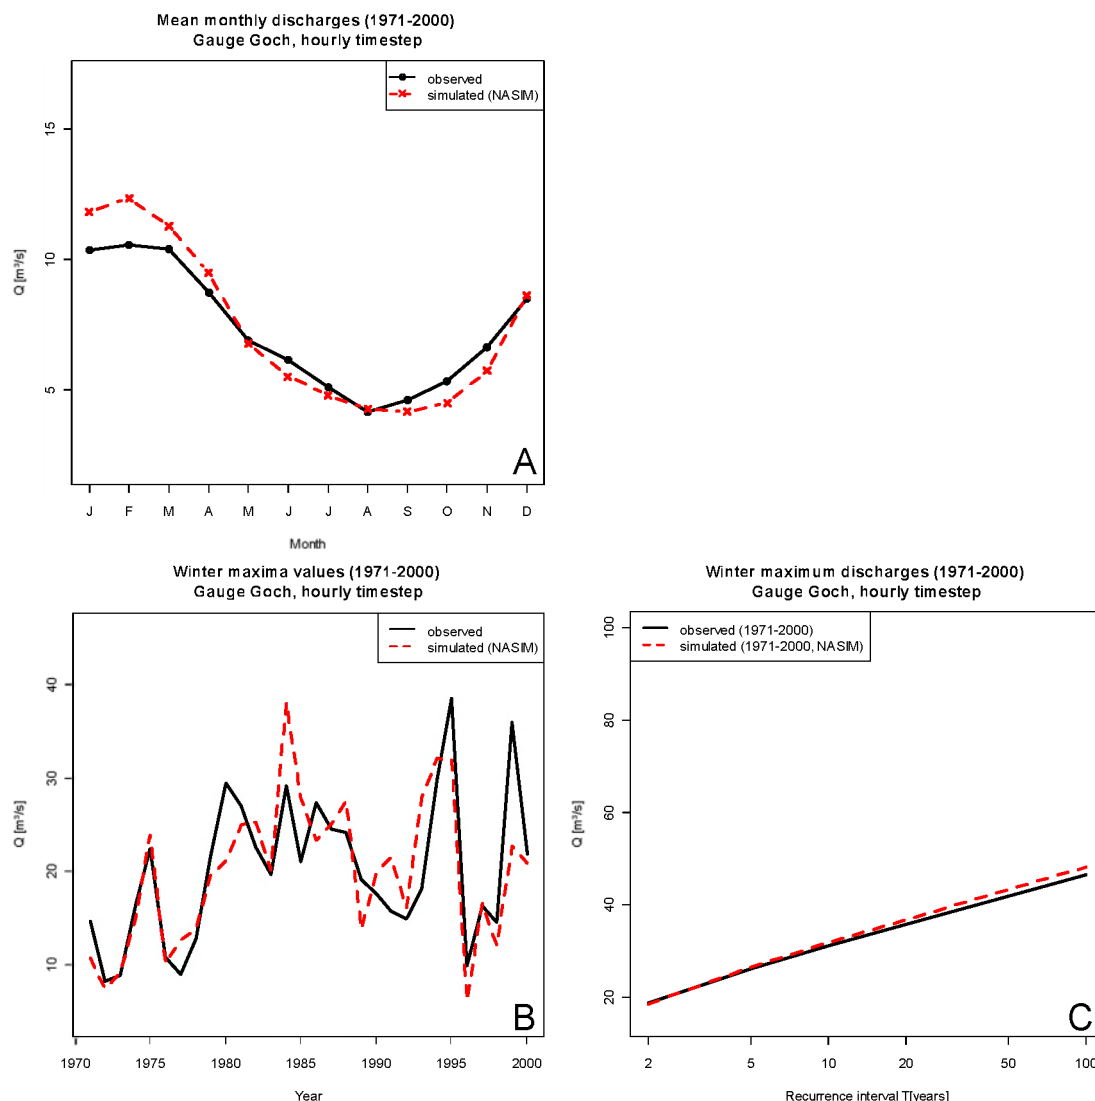 Mean monthly discharges (1971-2000)
Gauge Goch, hourly timestep
observed
simulated (NASIM)
15
10
5
Q [m³/s]
A
J F M A M J J A S O N D
Month
Winter maxima values (1971-2000)
Gauge Goch, hourly timestep
observed
simulated (NASIM)
40
30
20
10
Q [m³/s]
B
1970 1975 1980 1985 1990 1995 2000
Year
Winter maximum discharges (1971-2000)
Gauge Goch, hourly timestep
observed (1971-2000)
simulated (1971-2000, NASIM)
100
80
60
40
20
Q [m³/s]
C
2 5 10 20 50 100
Recurrence interval T[years]